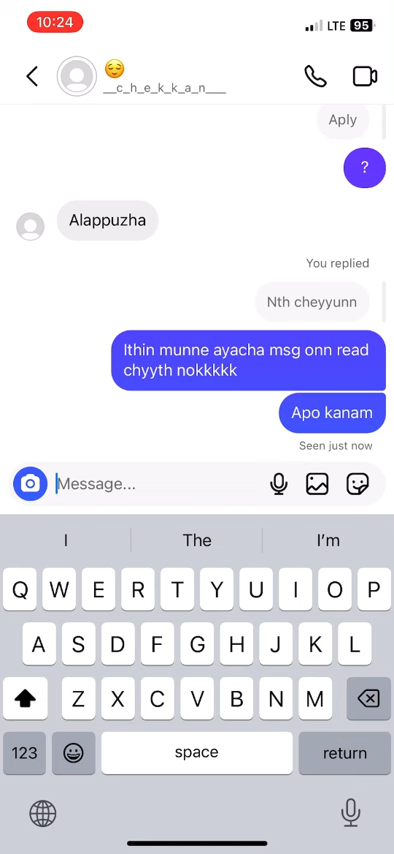 10:24
LTE 95
😌
__c_h_e_k_k_a_n___
Aply
?
Alappuzha
You replied
Nth cheyyunn
Ithin munne ayacha msg onn read
chyyth nokkkkk
Apo kanam
Seen just now
Message...
I The I'm
Q W E R T Y U I O P
A S D F G H J K L
Z X C V B N M
123 space return